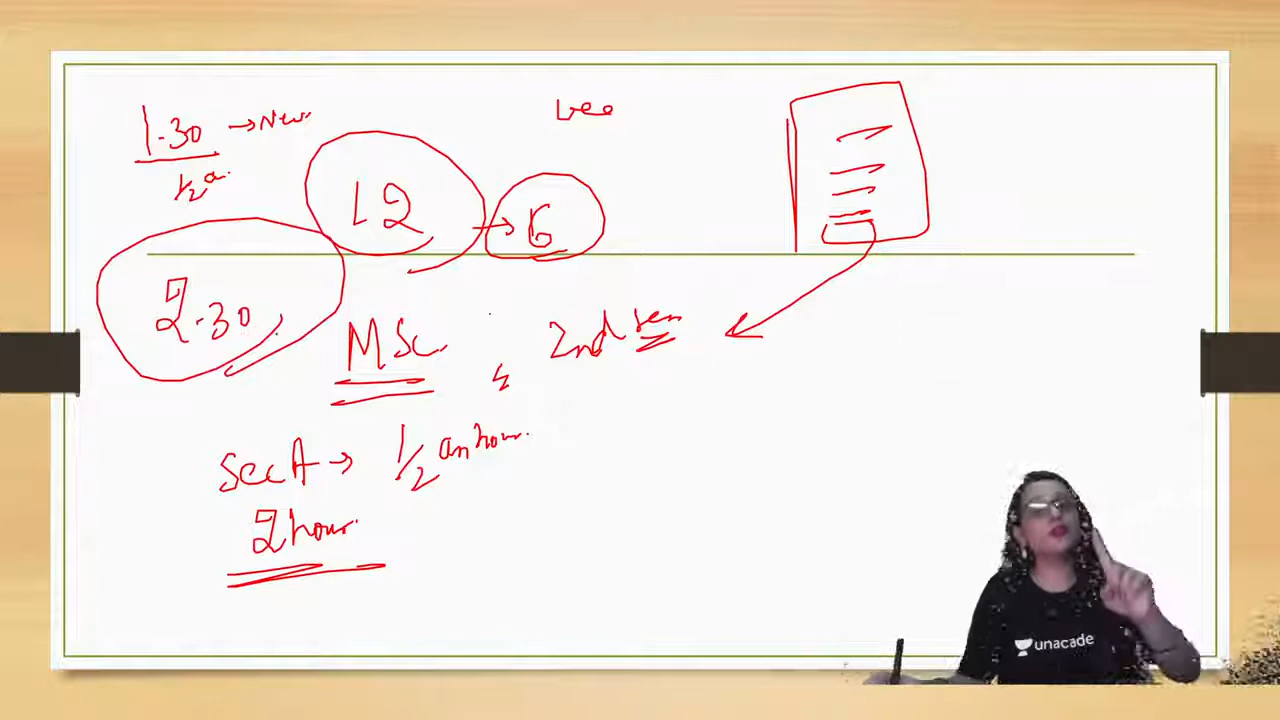 1.30 → New
1/2 a.
12 → 6
2.30
MSc. 2nd sem
Sec A → 1/2 an hour.
2 hour.
unacade